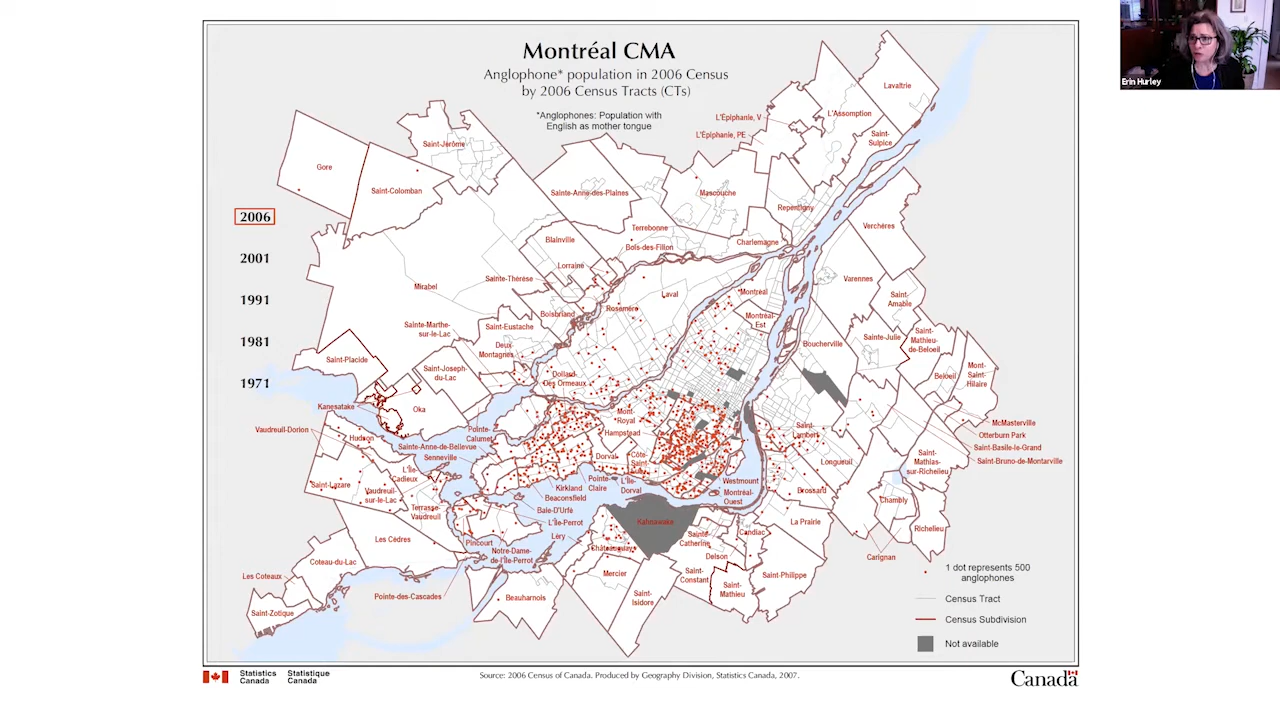 Montréal CMA
Anglophone* population in 2006 Census
by 2006 Census Tracts (CTs)
*Anglophones: Population with
English as mother tongue
Erin Hurley
2006
2001
1991
1981
1971
Lavaltrie
L'Assomption
L'Épiphanie, V
L'Épiphanie, PE
Saint-
Sulpice
Saint-Jérôme
Gore
Saint-Colomban
Sainte-Anne-des-Plaines
Mascouche
Repentigny
Verchères
Terrebonne
Blainville
Bois-des-Filion
Charlemagne
Lorraine
Sainte-Thérèse
Mirabel
Laval
Montréal
Varennes
Saint-
Amable
Rosemère
Boisbriand
Montréal-
Est
Sainte-Marthe-
sur-le-Lac
Saint-Eustache
Deux-
Montagnes
Boucherville
Sainte-Julie
Saint-
Mathieu-
de-Beloeil
Saint-Placide
Saint-Joseph-
du-Lac
Dollard-
Des Ormeaux
Beloeil
Mont-
Saint-
Hilaire
Kanesatake
Oka
Mont-
Royal
Hampstead
McMasterville
Otterburn Park
Saint-Basile-le-Grand
Saint-Bruno-de-Montarville
Vaudreuil-Dorion
Hudson
Pointe-
Calumet
Sainte-Anne-de-Bellevue
Senneville
Saint-
Lambert
Longueuil
Saint-
Mathias-
sur-Richelieu
Dorval
Côte-
Saint-
L'Île-
Cadieux
Saint-Lazare
Vaudreuil-
sur-le-Lac
Kirkland
Beaconsfield
Pointe-
Claire
L'Île-
Dorval
Westmount
Montréal-
Ouest
Brossard
Chambly
Terrasse-
Vaudreuil
Baie-D'Urfé
L'Île-Perrot
Léry
Kahnawake
La Prairie
Richelieu
Les Cèdres
Pincourt
Notre-Dame-
de-l'Île-Perrot
Châteauguay
Sainte-
Catherine
Candiac
Delson
Carignan
Coteau-du-Lac
Les Coteaux
Mercier
Saint-
Constant
Saint-Philippe
Saint-
Mathieu
Pointe-des-Cascades
Beauharnois
Saint-
Isidore
Saint-Zotique
1 dot represents 500
anglophones
Census Tract
Census Subdivision
Not available
Statistics
Canada
Statistique
Canada
Source: 2006 Census of Canada. Produced by Geography Division, Statistics Canada, 2007.
Canada